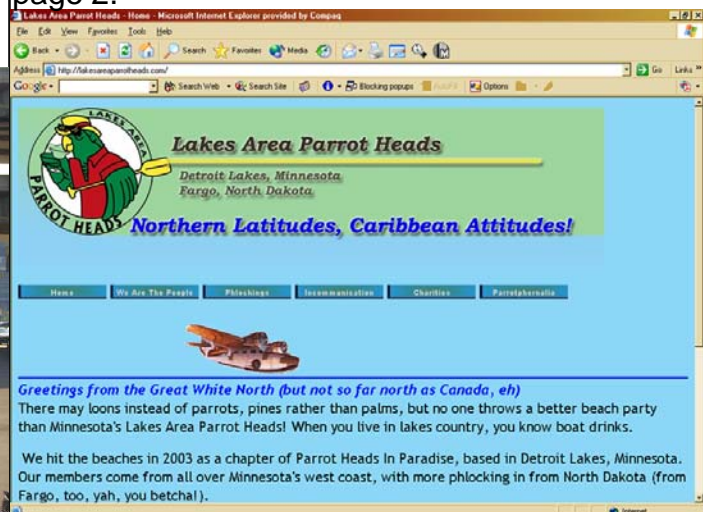 page 2.
Lakes Area Parrot Heads - Home - Microsoft Internet Explorer provided by Compaq
File Edit View Favorites Tools Help
Back Search Favorites Media
Address http://lakesareaparrotheads.com/ Go Links »
Google Search Web Search Site Blocking popups AutoFill Options
LAKES AREA
PARROT HEADS
Lakes Area Parrot Heads
Detroit Lakes, Minnesota
Fargo, North Dakota
Northern Latitudes, Caribbean Attitudes!
Home We Are The People Phlockings Incommunication Charities Parrotphernalia
Greetings from the Great White North (but not so far north as Canada, eh)
There may loons instead of parrots, pines rather than palms, but no one throws a better beach party
than Minnesota's Lakes Area Parrot Heads! When you live in lakes country, you know boat drinks.
We hit the beaches in 2003 as a chapter of Parrot Heads In Paradise, based in Detroit Lakes, Minnesota.
Our members come from all over Minnesota's west coast, with more phlocking in from North Dakota (from
Fargo, too, yah, you betcha!).
Internet